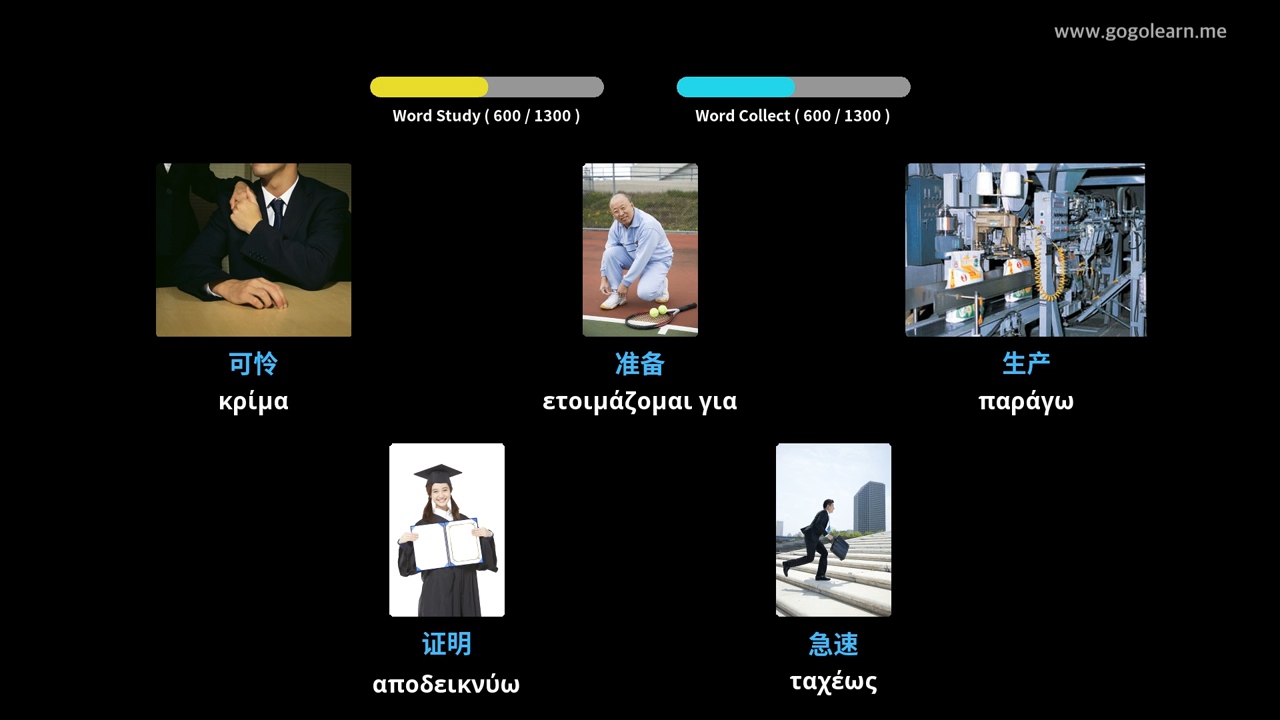 www.gogolearn.me
Word Study ( 600 / 1300 )
Word Collect ( 600 / 1300 )
可怜
κρίμα
准备
ετοιμάζομαι για
生产
παράγω
证明
αποδεικνύω
急速
ταχέως